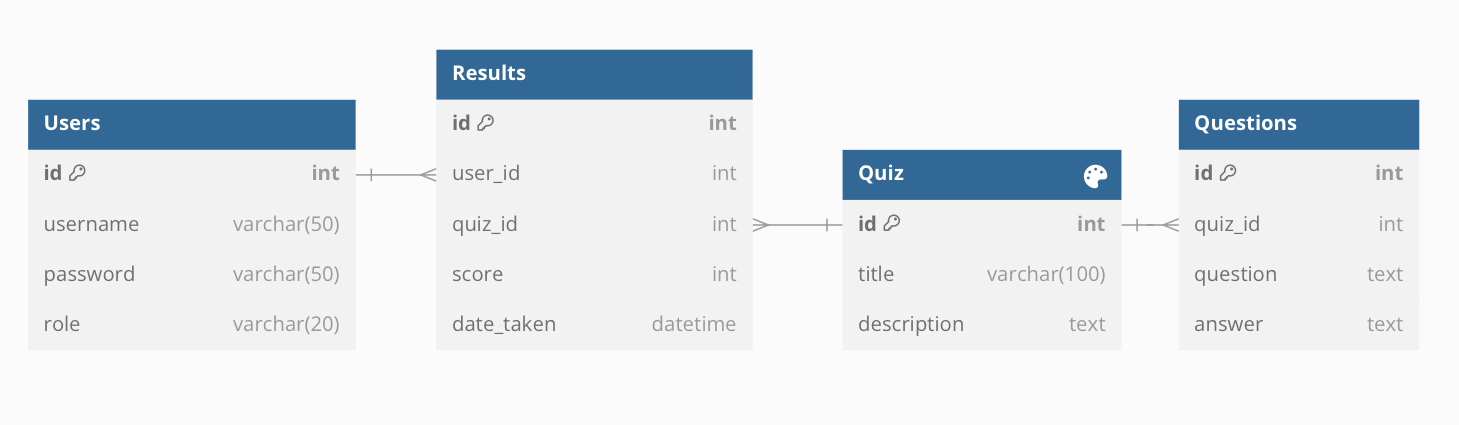 Users
id int
username varchar(50)
password varchar(50)
role varchar(20)
Results
id int
user_id int
quiz_id int
score int
date_taken datetime
Quiz
id int
title varchar(100)
description text
Questions
id int
quiz_id int
question text
answer text